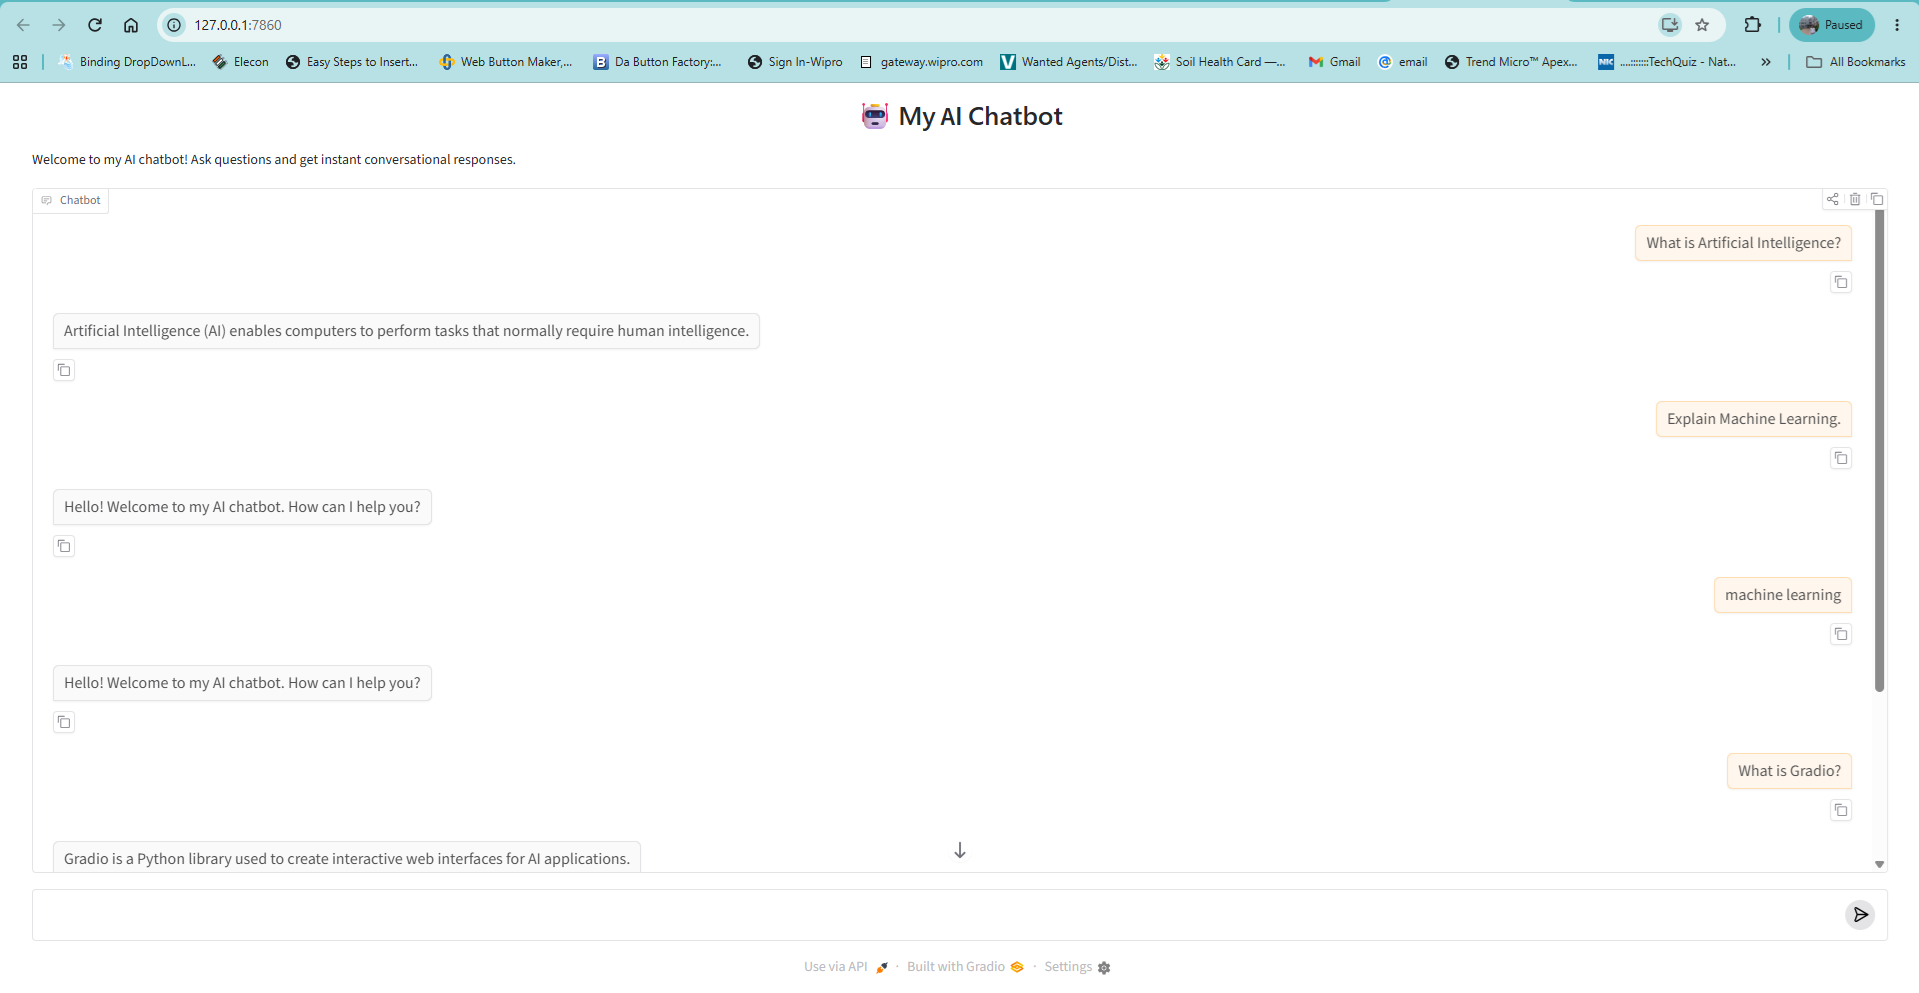 127.0.0.1:7860
Paused
Binding DropDownL...
Elecon
Easy Steps to Insert...
Web Button Maker,...
Da Button Factory:...
Sign In-Wipro
gateway.wipro.com
Wanted Agents/Dist...
Soil Health Card —...
Gmail
email
Trend Micro™ Apex...
...:::::::TechQuiz - Nat...
All Bookmarks
My AI Chatbot
Welcome to my AI chatbot! Ask questions and get instant conversational responses.
Chatbot
What is Artificial Intelligence?
Artificial Intelligence (AI) enables computers to perform tasks that normally require human intelligence.
Explain Machine Learning.
Hello! Welcome to my AI chatbot. How can I help you?
machine learning
Hello! Welcome to my AI chatbot. How can I help you?
What is Gradio?
Gradio is a Python library used to create interactive web interfaces for AI applications.
Use via API · Built with Gradio · Settings